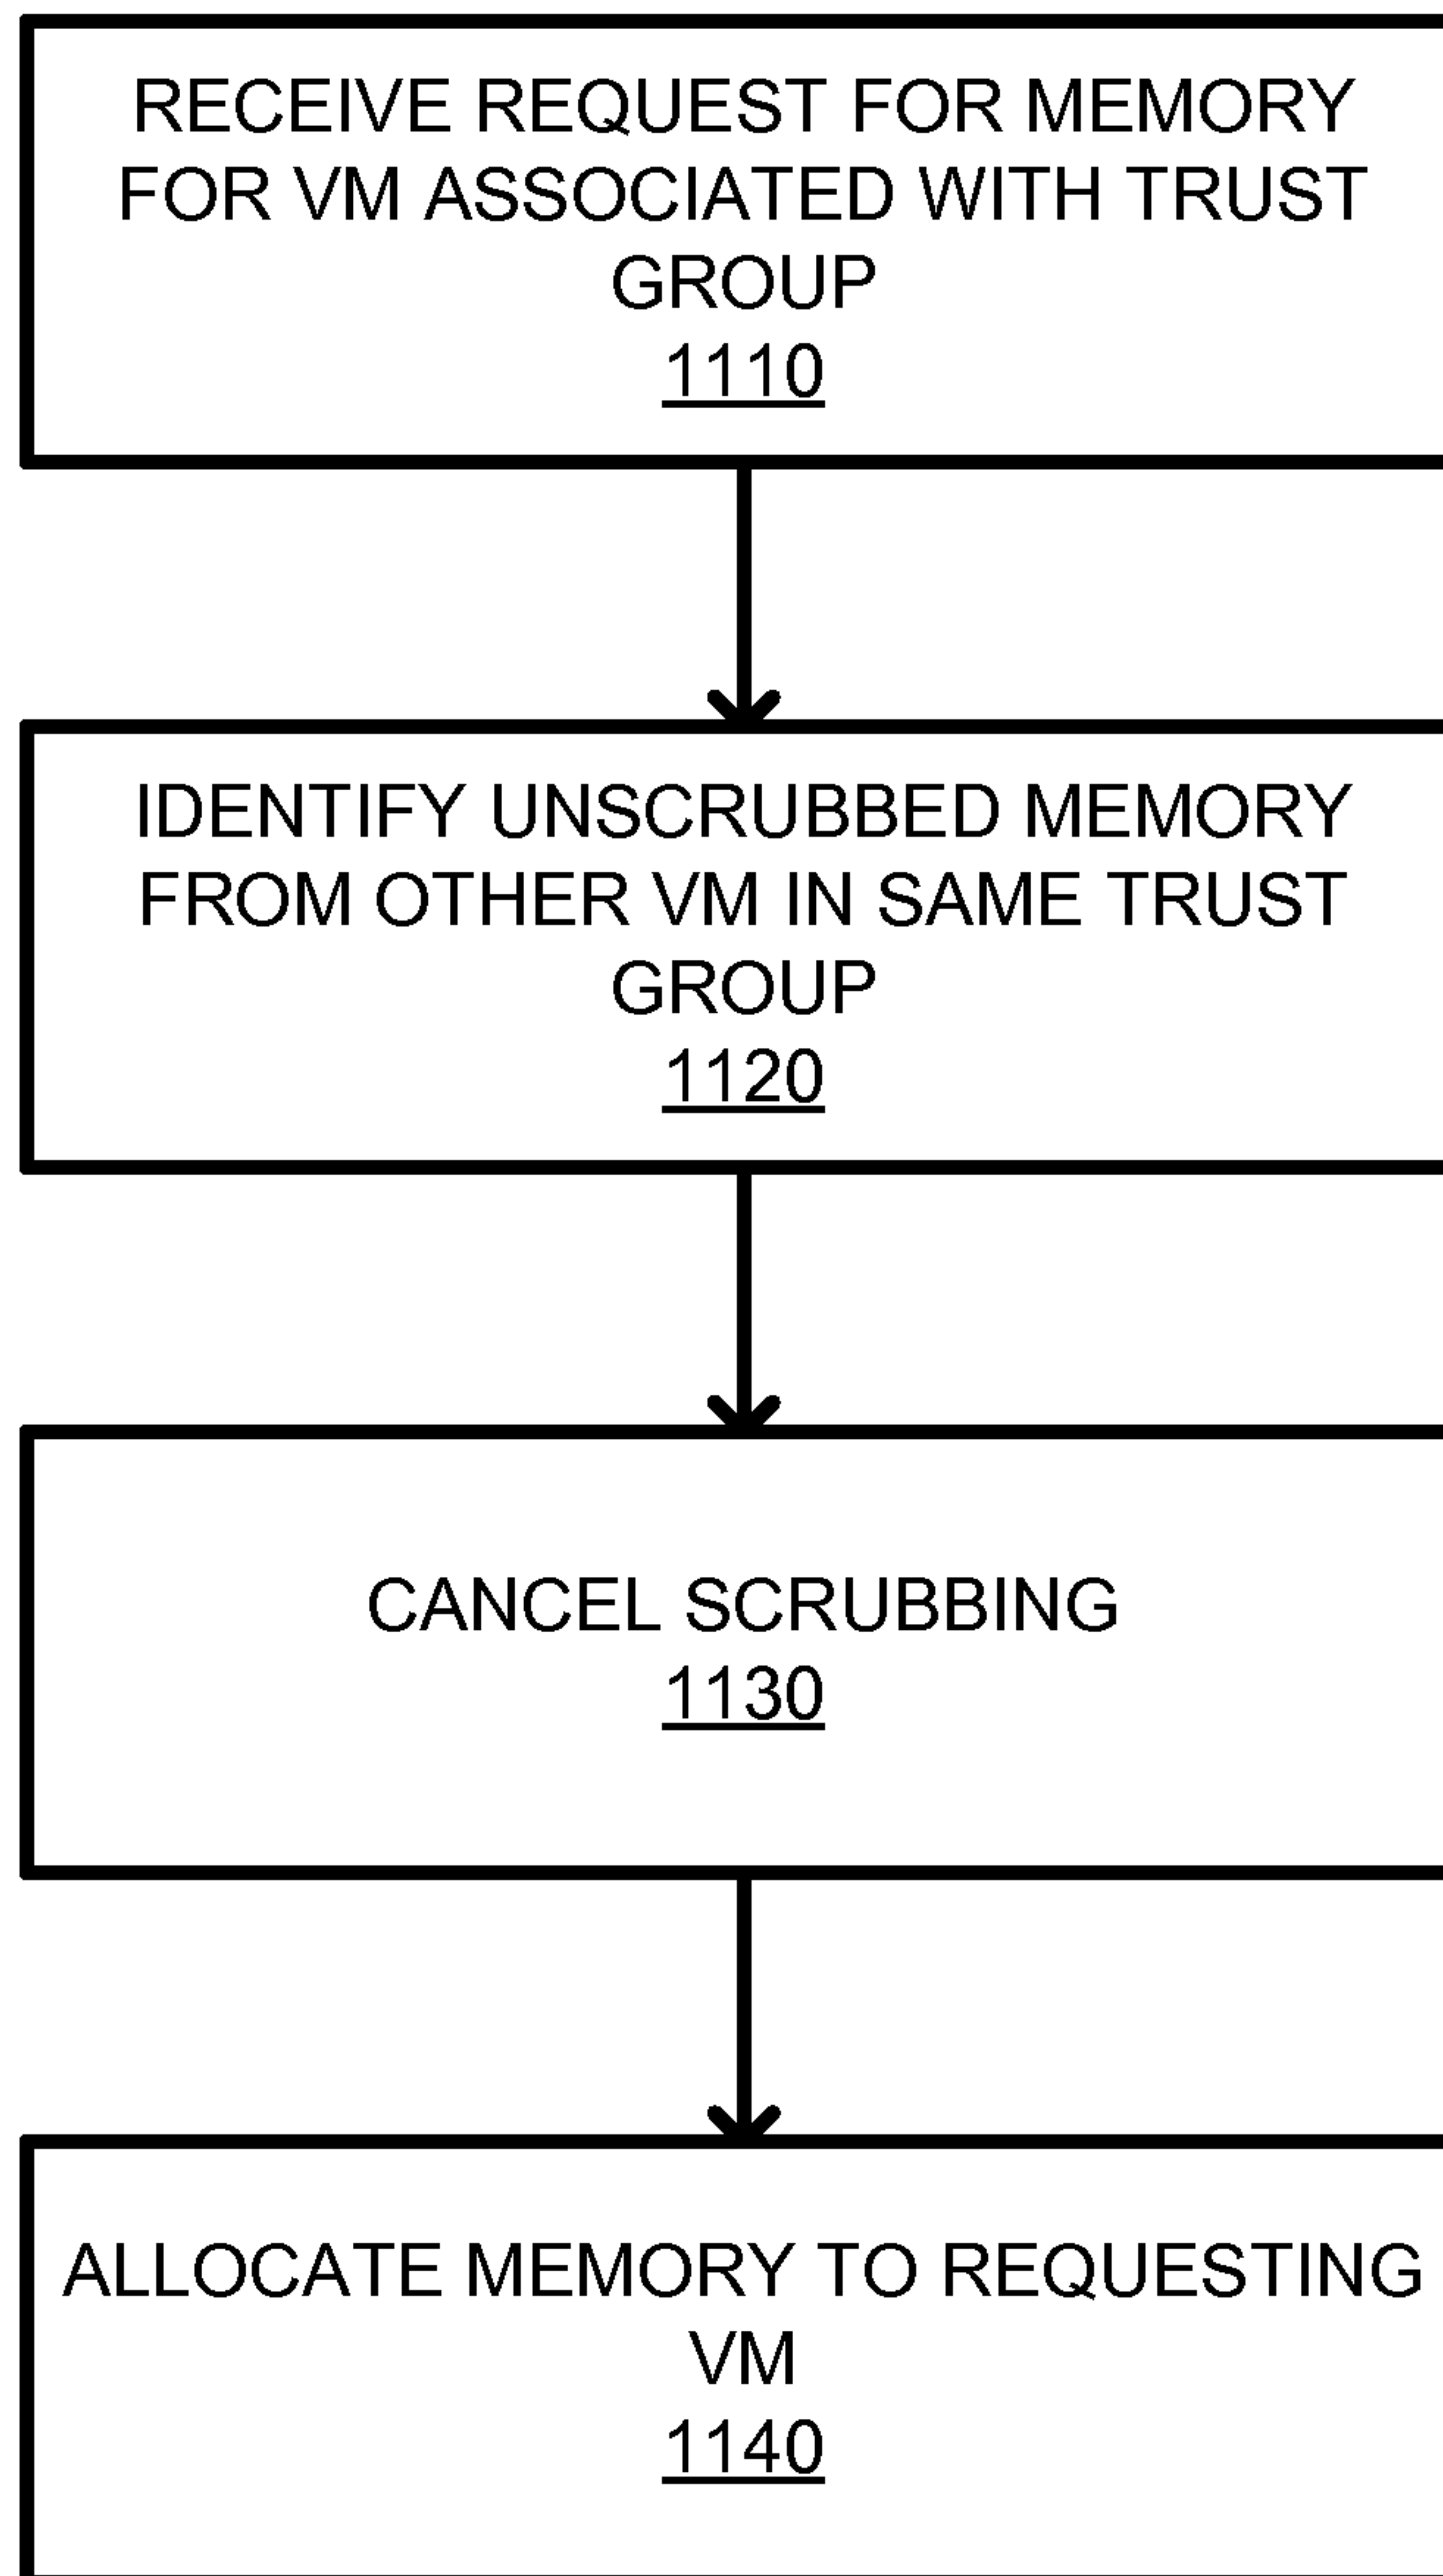 RECEIVE REQUEST FOR MEMORY
FOR VM ASSOCIATED WITH TRUST
GROUP
1110
IDENTIFY UNSCRUBBED MEMORY
FROM OTHER VM IN SAME TRUST
GROUP
1120
CANCEL SCRUBBING
1130
ALLOCATE MEMORY TO REQUESTING
VM
1140